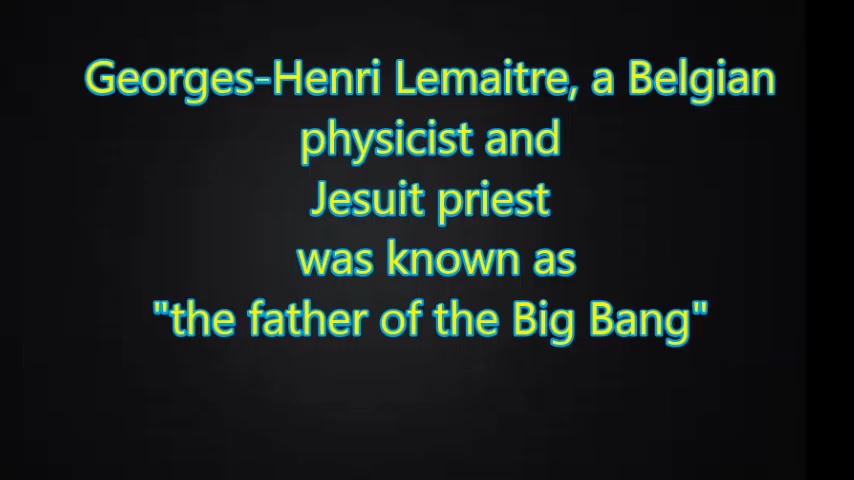 Georges-Henri Lemaitre, a Belgian
physicist and
Jesuit priest
was known as
"the father of the Big Bang"